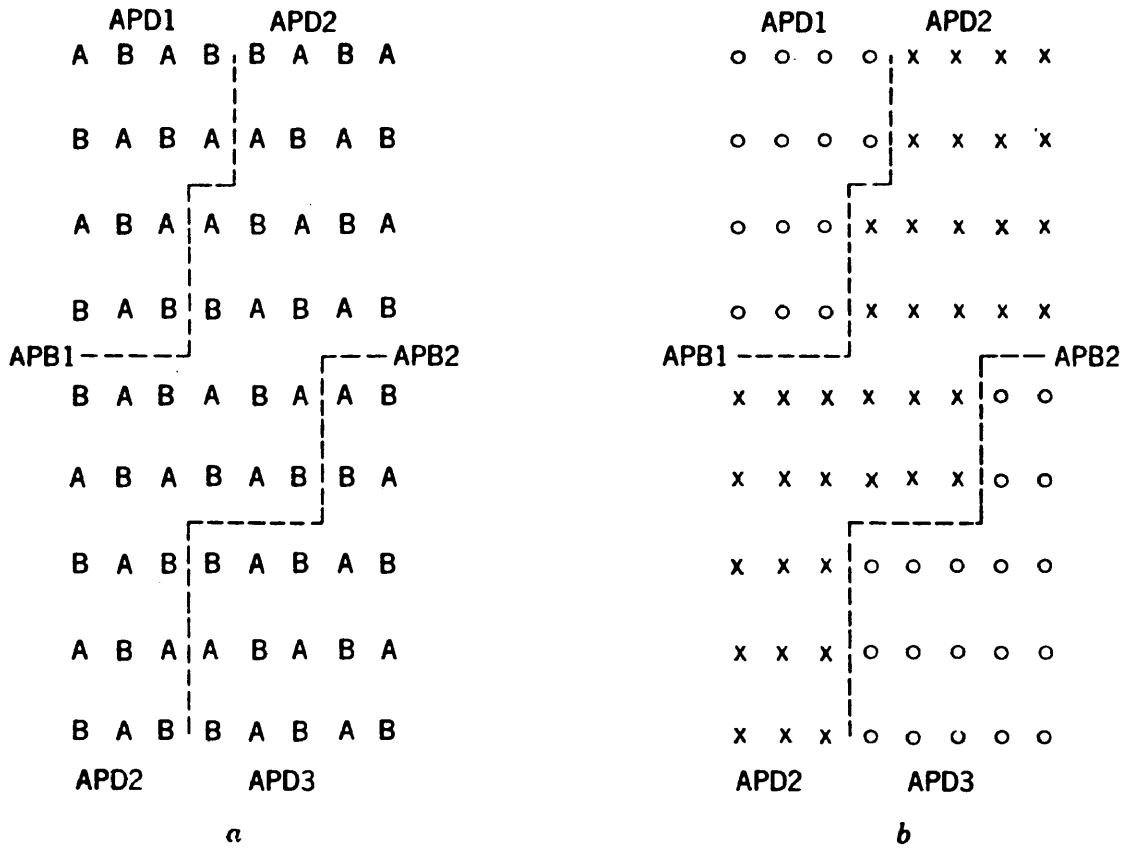 APD1 APD2 APD1 APD2
A B A B B A B A o o o o x x x x
B A B A A B A B o o o o x x x x
A B A A B A B A o o o x x x x x
B A B B A B A B o o o x x x x x
APB1 APB2 APB1 APB2
B A B A B A A B x x x x x x o o
A B A B A B B A x x x x x x o o
B A B B A B A B x x x o o o o o
A B A A B A B A x x x o o o o o
B A B B A B A B x x x o o o o o
APD2 APD3 APD2 APD3
a b